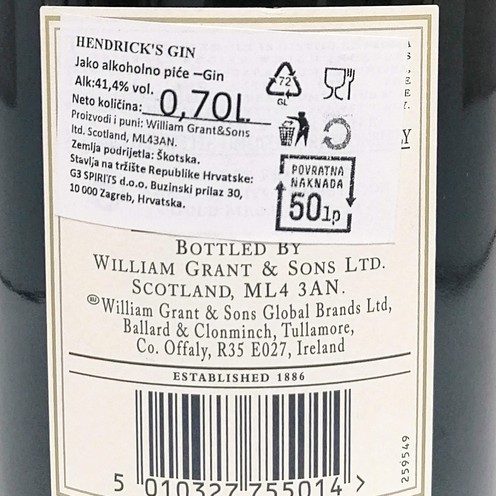 HENDRICK'S GIN
Jako alkoholno piće –Gin
Alk:41,4% vol.
Neto količina: 0,70L
Proizvodi i puni: William Grant&Sons
ltd. Scotland, ML43AN.
Zemlja podrijetla: Škotska.
Stavlja na tržište Republike Hrvatske:
G3 SPIRITS d.o.o. Buzinski prilaz 30,
10 000 Zagreb, Hrvatska.
72
GL
POVRATNA
NAKNADA
50lp
BOTTLED BY
WILLIAM GRANT & SONS LTD.
SCOTLAND, ML4 3AN.
EU William Grant & Sons Global Brands Ltd,
Ballard & Clonminch, Tullamore,
Co. Offaly, R35 E027, Ireland
ESTABLISHED 1886
5 010327 755014 >
259549